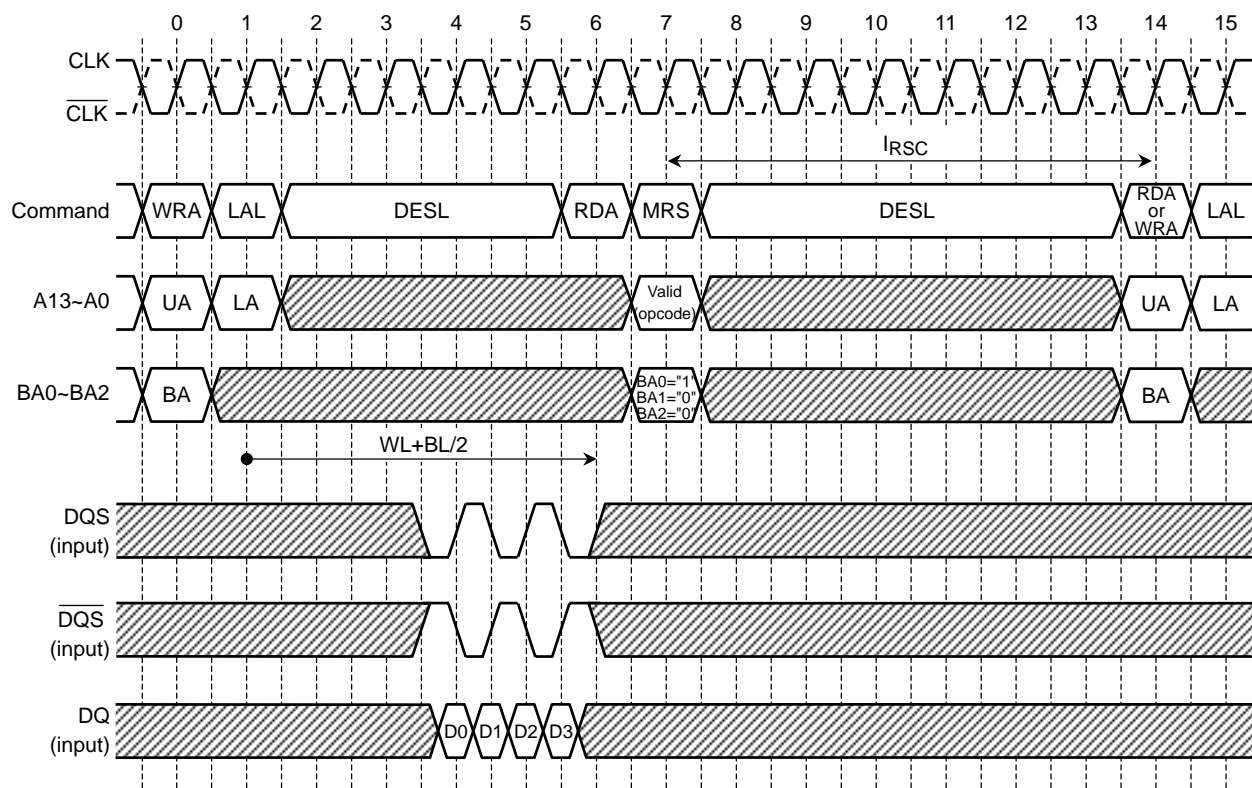 0 1 2 3 4 5 6 7 8 9 10 11 12 13 14 15
CLK
CLK
IRSC
Command WRA LAL DESL RDA MRS DESL RDA or WRA LAL
A13~A0 UA LA Valid (opcode) UA LA
BA0~BA2 BA BA0="1" BA1="0" BA2="0" BA
WL+BL/2
DQS
(input)
DQS
(input)
DQ
(input)
D0 D1 D2 D3